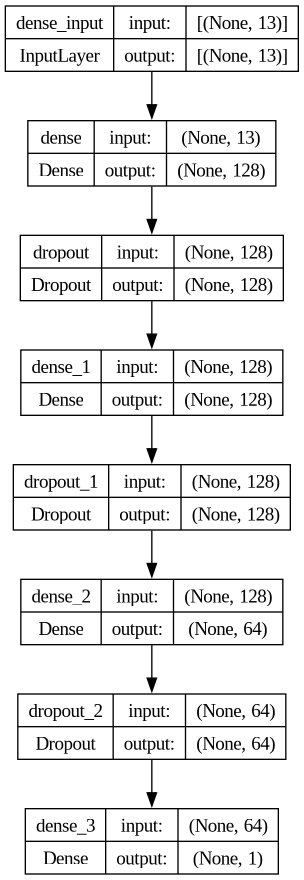 dense_input input: [(None, 13)]
InputLayer output: [(None, 13)]
dense input: (None, 13)
Dense output: (None, 128)
dropout input: (None, 128)
Dropout output: (None, 128)
dense_1 input: (None, 128)
Dense output: (None, 128)
dropout_1 input: (None, 128)
Dropout output: (None, 128)
dense_2 input: (None, 128)
Dense output: (None, 64)
dropout_2 input: (None, 64)
Dropout output: (None, 64)
dense_3 input: (None, 64)
Dense output: (None, 1)